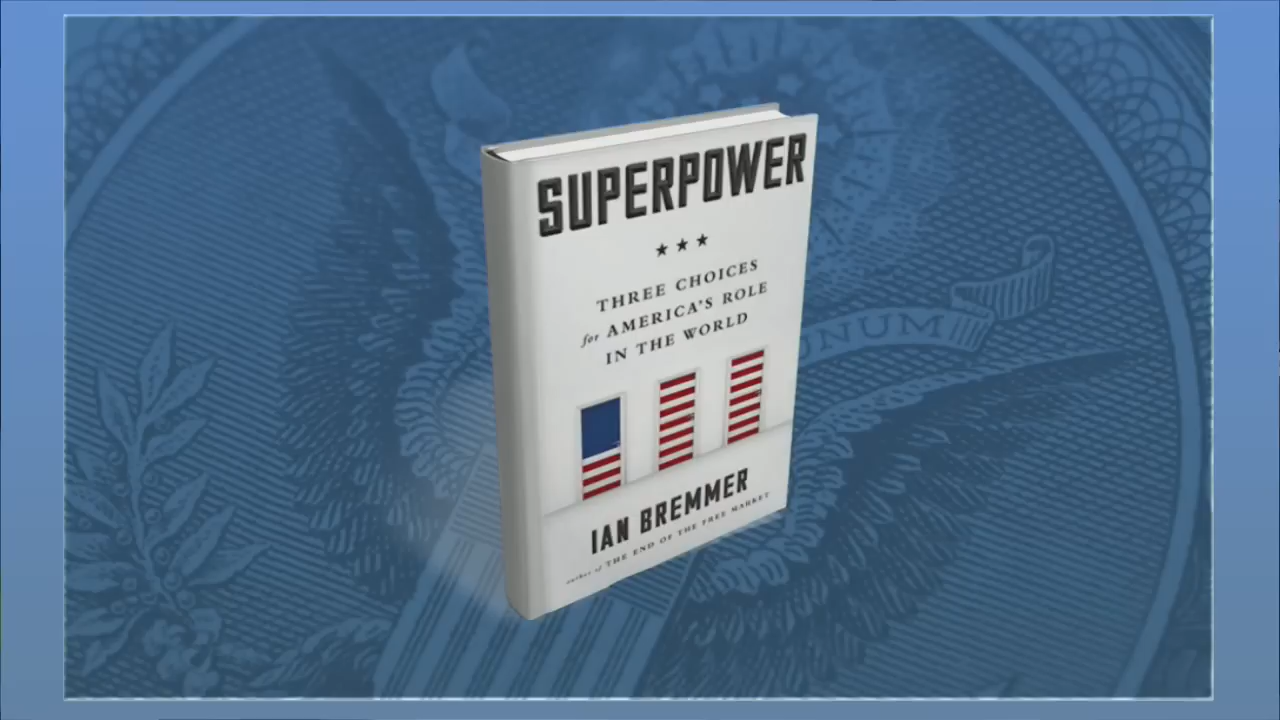 SUPERPOWER
THREE CHOICES
for AMERICA'S ROLE
IN THE WORLD
IAN BREMMER
author of THE END OF THE FREE MARKET
UNUM